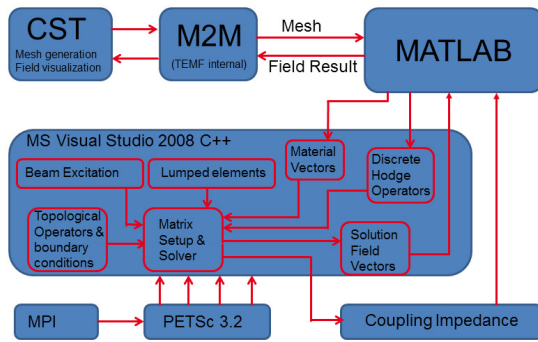 CST
Mesh generation
Field visualization
M2M
(TEMF internal)
Mesh
Field Result
MATLAB
MS Visual Studio 2008 C++
Beam Excitation
Lumped elements
Material
Vectors
Discrete
Hodge
Operators
Topological
Operators &
boundary
conditions
Matrix
Setup &
Solver
Solution
Field
Vectors
MPI
PETSc 3.2
Coupling Impedance